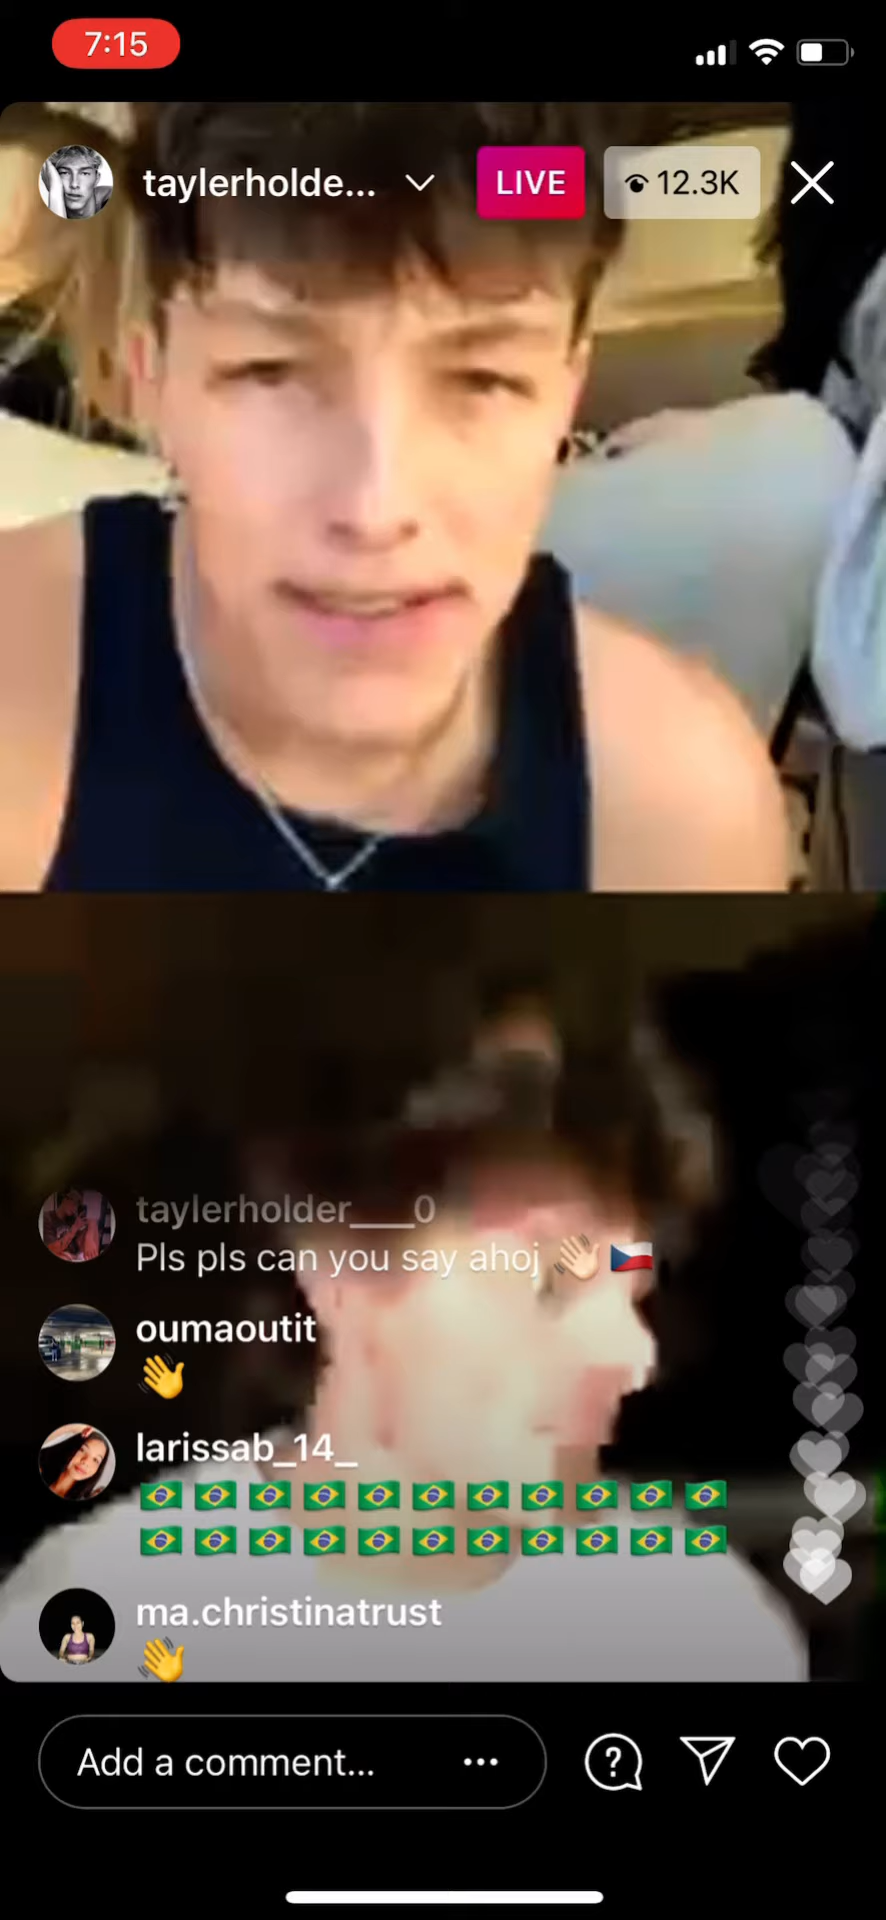 7:15
taylerholde... LIVE 12.3K
taylerholder___0
Pls pls can you say ahoj 👋🏻🇨🇿
oumaoutit
👋
larissab_14_
🇧🇷🇧🇷🇧🇷🇧🇷🇧🇷🇧🇷🇧🇷🇧🇷🇧🇷🇧🇷🇧🇷
🇧🇷🇧🇷🇧🇷🇧🇷🇧🇷🇧🇷🇧🇷🇧🇷🇧🇷🇧🇷🇧🇷
ma.christinatrust
👋
Add a comment...